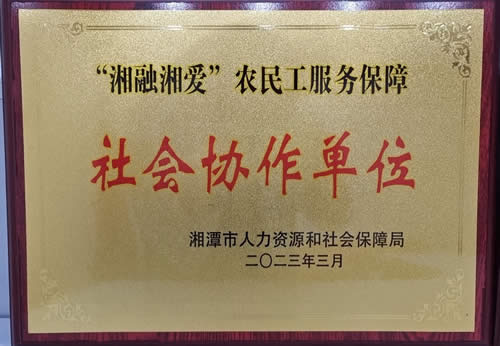 “湘融湘爱”农民工服务保障
社会协作单位
湘潭市人力资源和社会保障局
二〇二三年三月